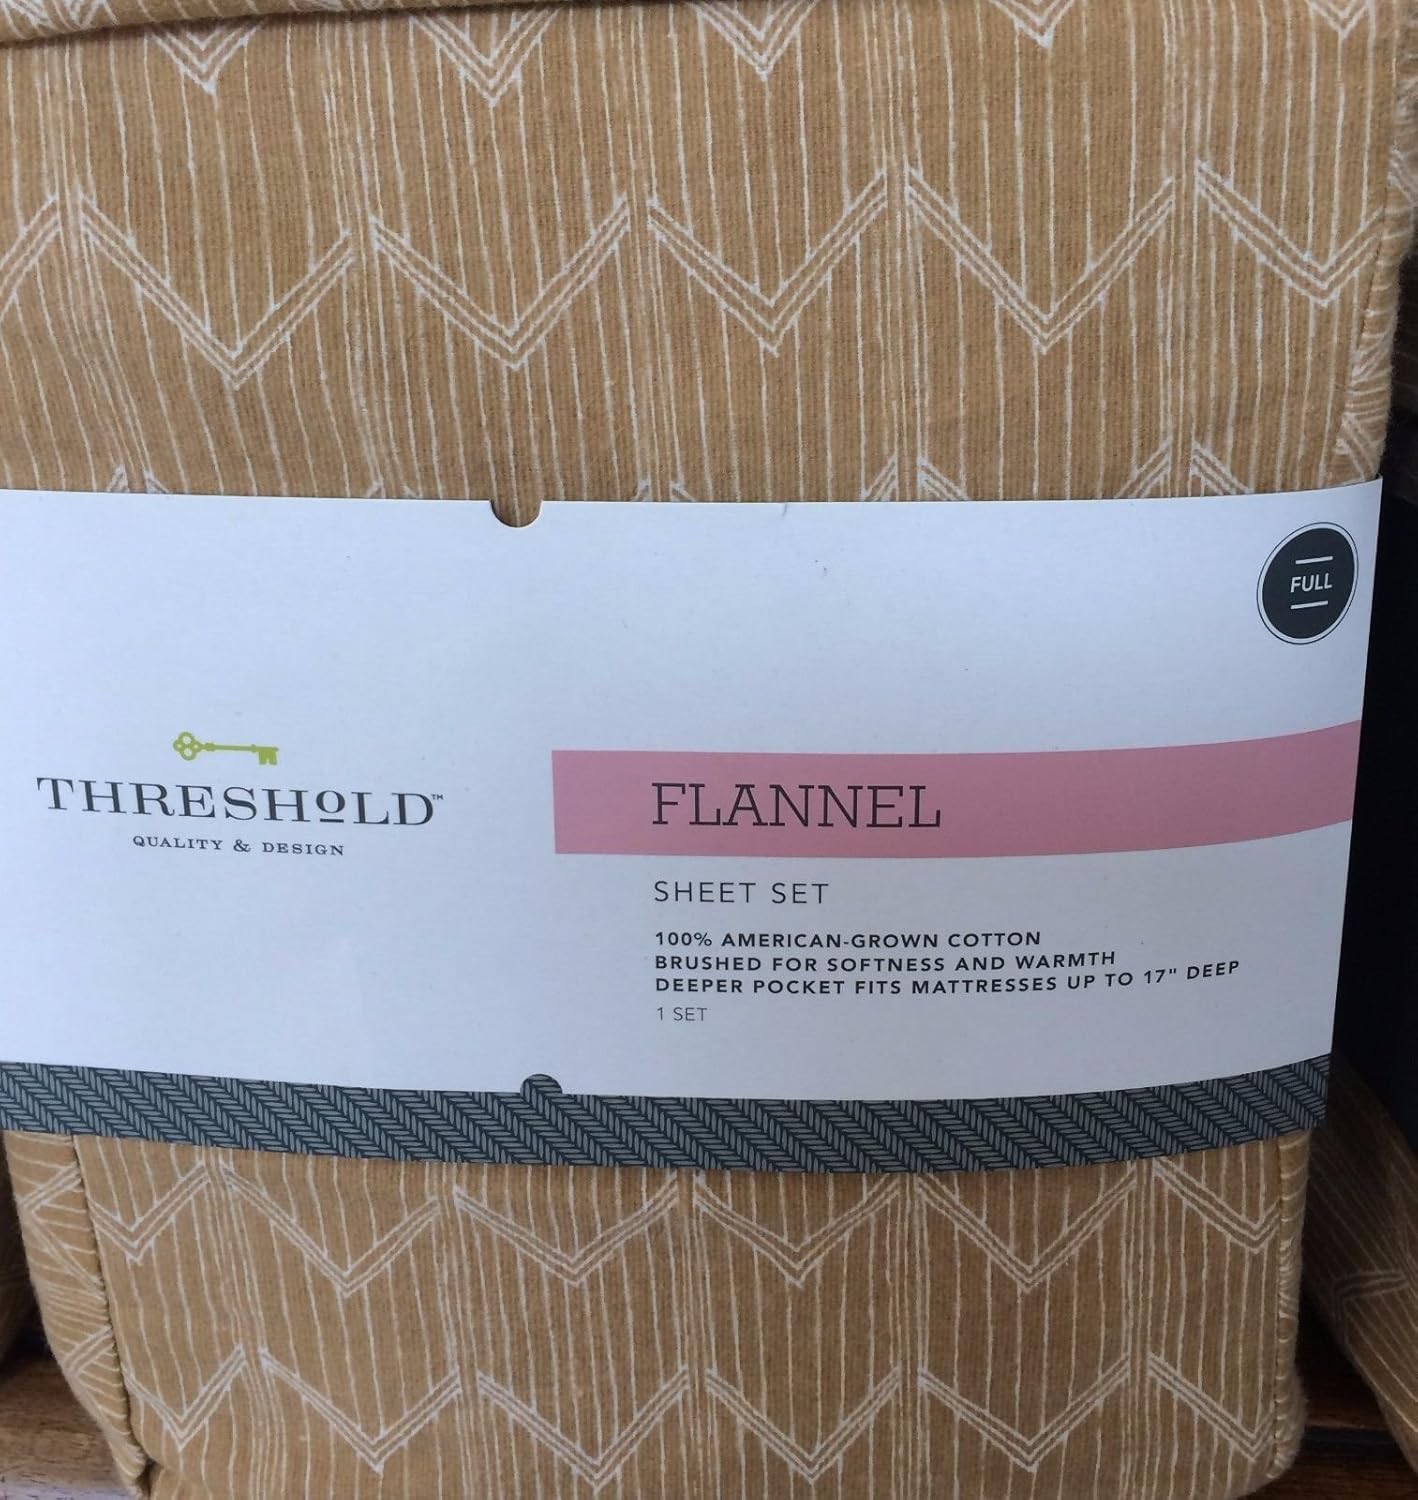 FULL
THRESHOLD™
QUALITY & DESIGN
FLANNEL
SHEET SET
100% AMERICAN-GROWN COTTON
BRUSHED FOR SOFTNESS AND WARMTH
DEEPER POCKET FITS MATTRESSES UP TO 17" DEEP
1 SET